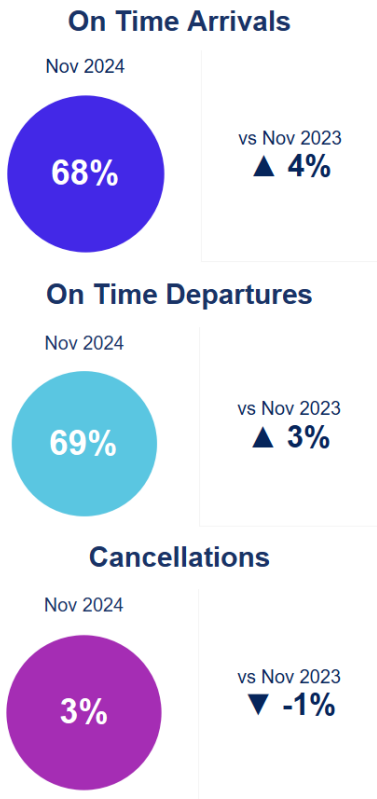 On Time Arrivals
Nov 2024
68%
vs Nov 2023
▲ 4%
On Time Departures
Nov 2024
69%
vs Nov 2023
▲ 3%
Cancellations
Nov 2024
3%
vs Nov 2023
▼ -1%